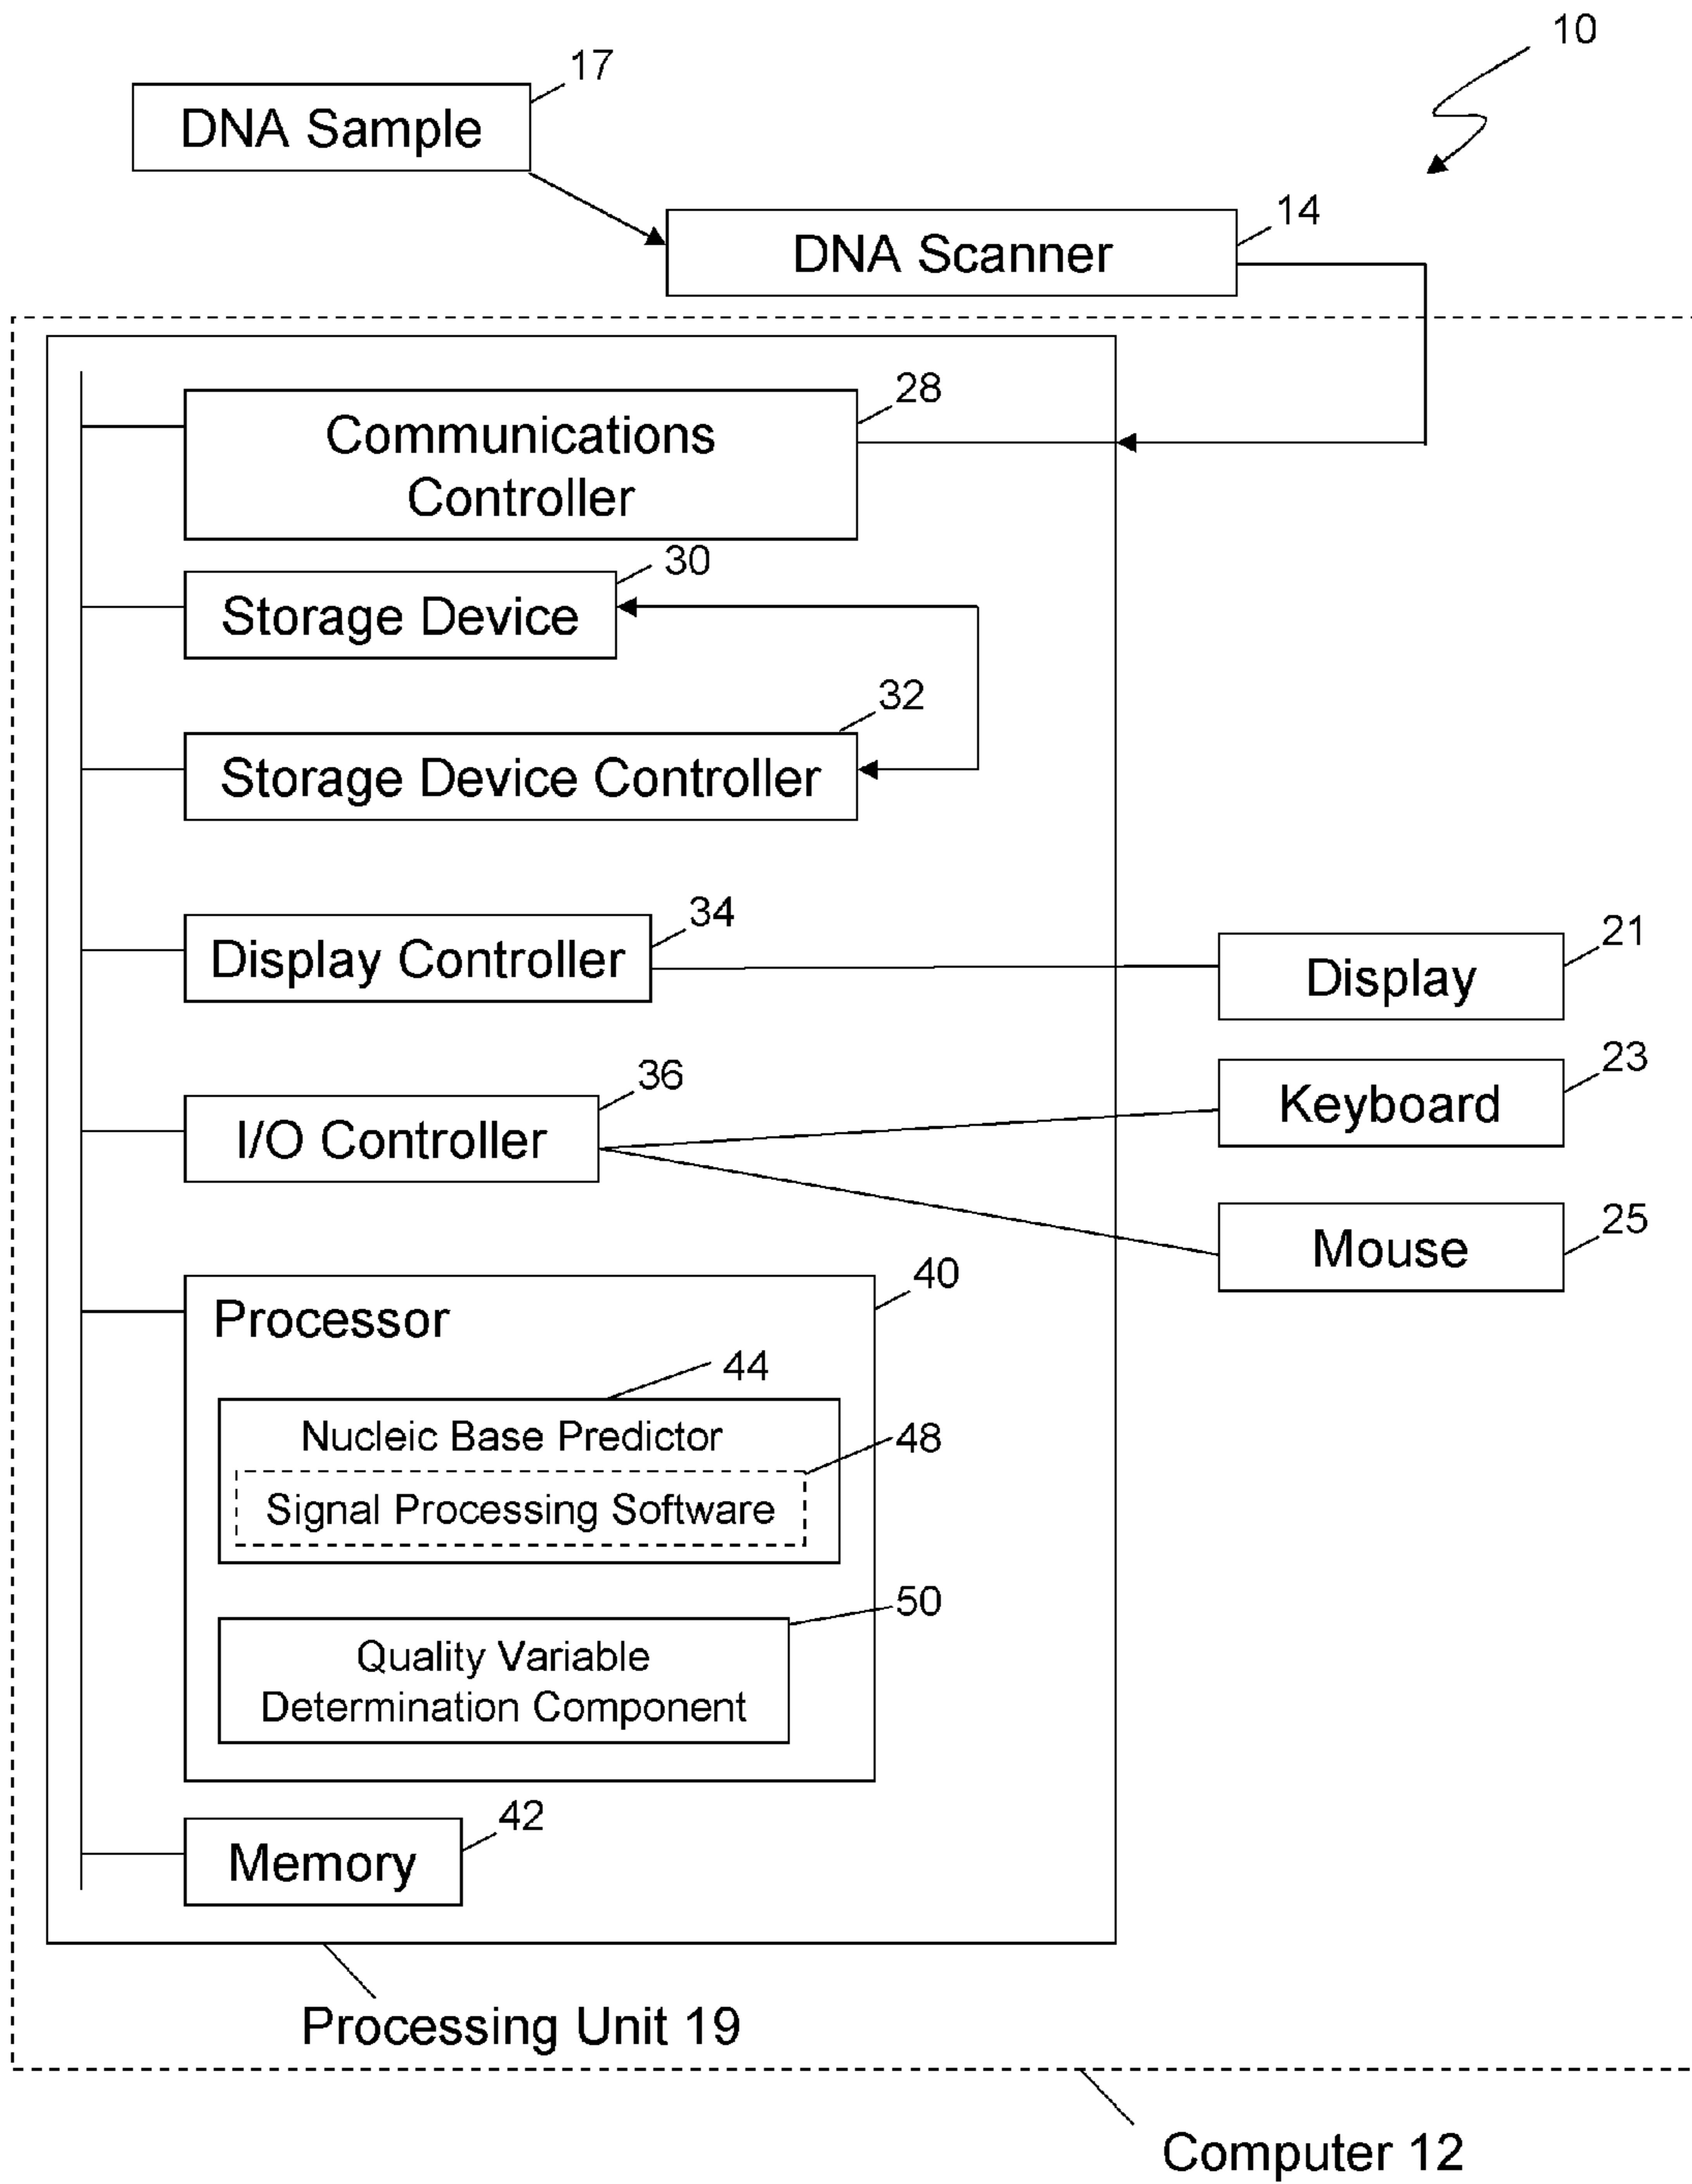 10
17
DNA Sample
14
DNA Scanner
28
Communications
Controller
30
Storage Device
32
Storage Device Controller
34
Display Controller
21
Display
36
I/O Controller
23
Keyboard
25
Mouse
40
Processor
44
Nucleic Base Predictor
48
Signal Processing Software
50
Quality Variable
Determination Component
42
Memory
Processing Unit 19
Computer 12